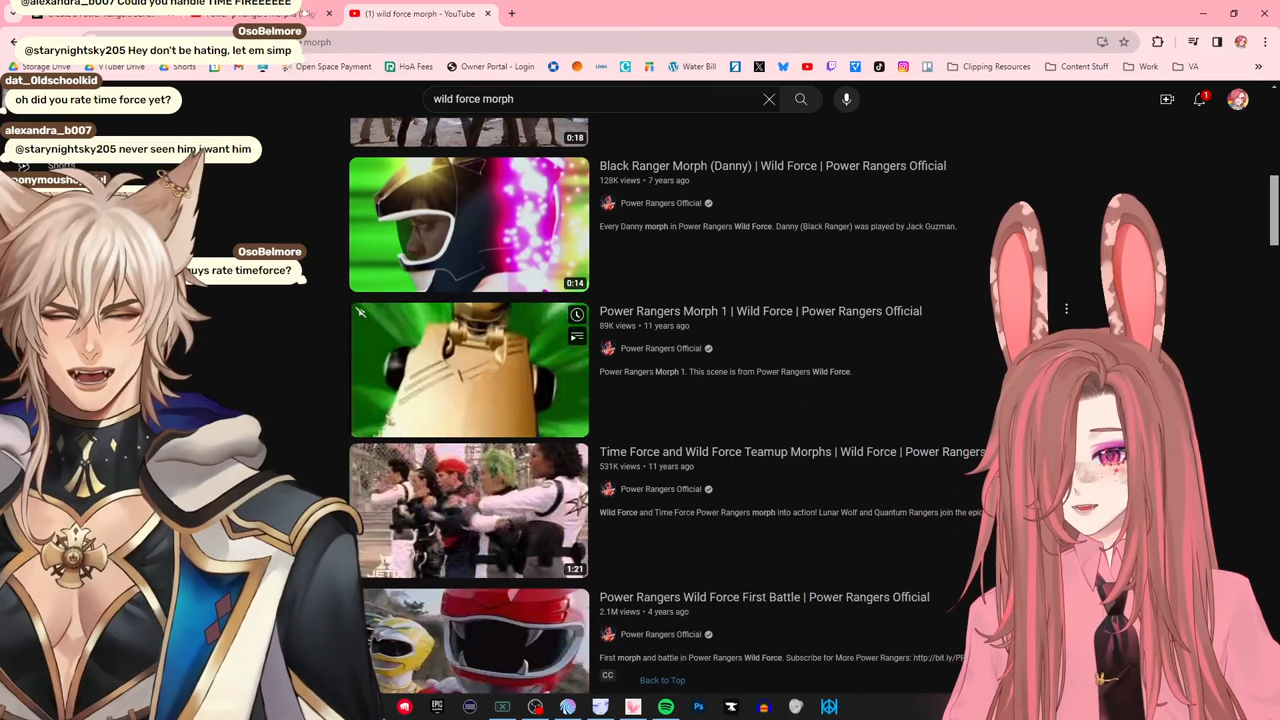 @alexandra_b007 Could you handle TIME FIREEEEEE
OsoBelmore
@starynightsky205 Hey don't be hating, let em simp
dat_0ldschoolkid
oh did you rate time force yet?
alexandra_b007
@starynightsky205 never seen him i want him
OsoBelmore
guys rate timeforce?
(1) wild force morph - YouTube
morph
Storage Drive
VTuber Drive
Shorts
Open Space Payment
HoA Fees
Owner Portal - Login
Water Bill
Clipping Resources
Content Stuff
Work
VA
wild force morph
1
0:18
Black Ranger Morph (Danny) | Wild Force | Power Rangers Official
128K views • 7 years ago
Power Rangers Official
Every Danny morph in Power Rangers Wild Force. Danny (Black Ranger) was played by Jack Guzman.
0:14
Power Rangers Morph 1 | Wild Force | Power Rangers Official
89K views • 11 years ago
Power Rangers Official
Power Rangers Morph 1. This scene is from Power Rangers Wild Force.
Time Force and Wild Force Teamup Morphs | Wild Force | Power Rangers
531K views • 11 years ago
Power Rangers Official
Wild Force and Time Force Power Rangers morph into action! Lunar Wolf and Quantum Rangers join the epic
1:21
Power Rangers Wild Force First Battle | Power Rangers Official
2.1M views • 4 years ago
Power Rangers Official
First morph and battle in Power Rangers Wild Force. Subscribe for More Power Rangers: http://bit.ly/PF
CC
Back to Top
EPIC
Ps